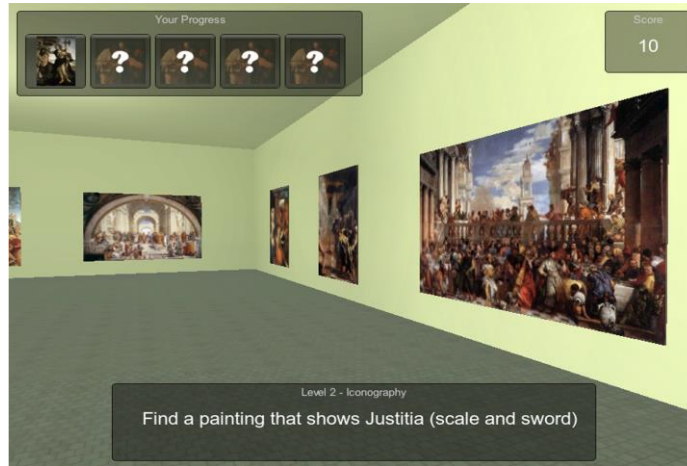 Your Progress
? ? ? ?
Score
10
Level 2 - Iconography
Find a painting that shows Justitia (scale and sword)